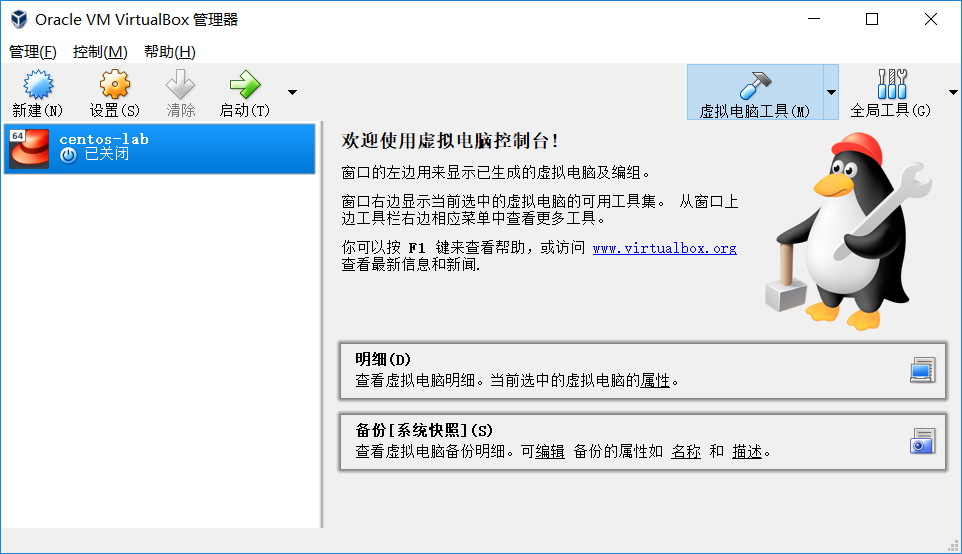 Oracle VM VirtualBox 管理器
管理(F) 控制(M) 帮助(H)
新建(N) 设置(S) 清除 启动(T) 虚拟电脑工具(M) 全局工具(G)
64
centos-lab
已关闭
欢迎使用虚拟电脑控制台!
窗口的左边用来显示已生成的虚拟电脑及编组。
窗口右边显示当前选中的虚拟电脑的可用工具集。 从窗口上
边工具栏右边相应菜单中查看更多工具。
你可以按 F1 键来查看帮助，或访问 www.virtualbox.org
查看最新信息和新闻.
明细(D)
查看虚拟电脑明细。当前选中的虚拟电脑的属性。
备份[系统快照](S)
查看虚拟电脑备份明细。可编辑 备份的属性如 名称 和 描述。